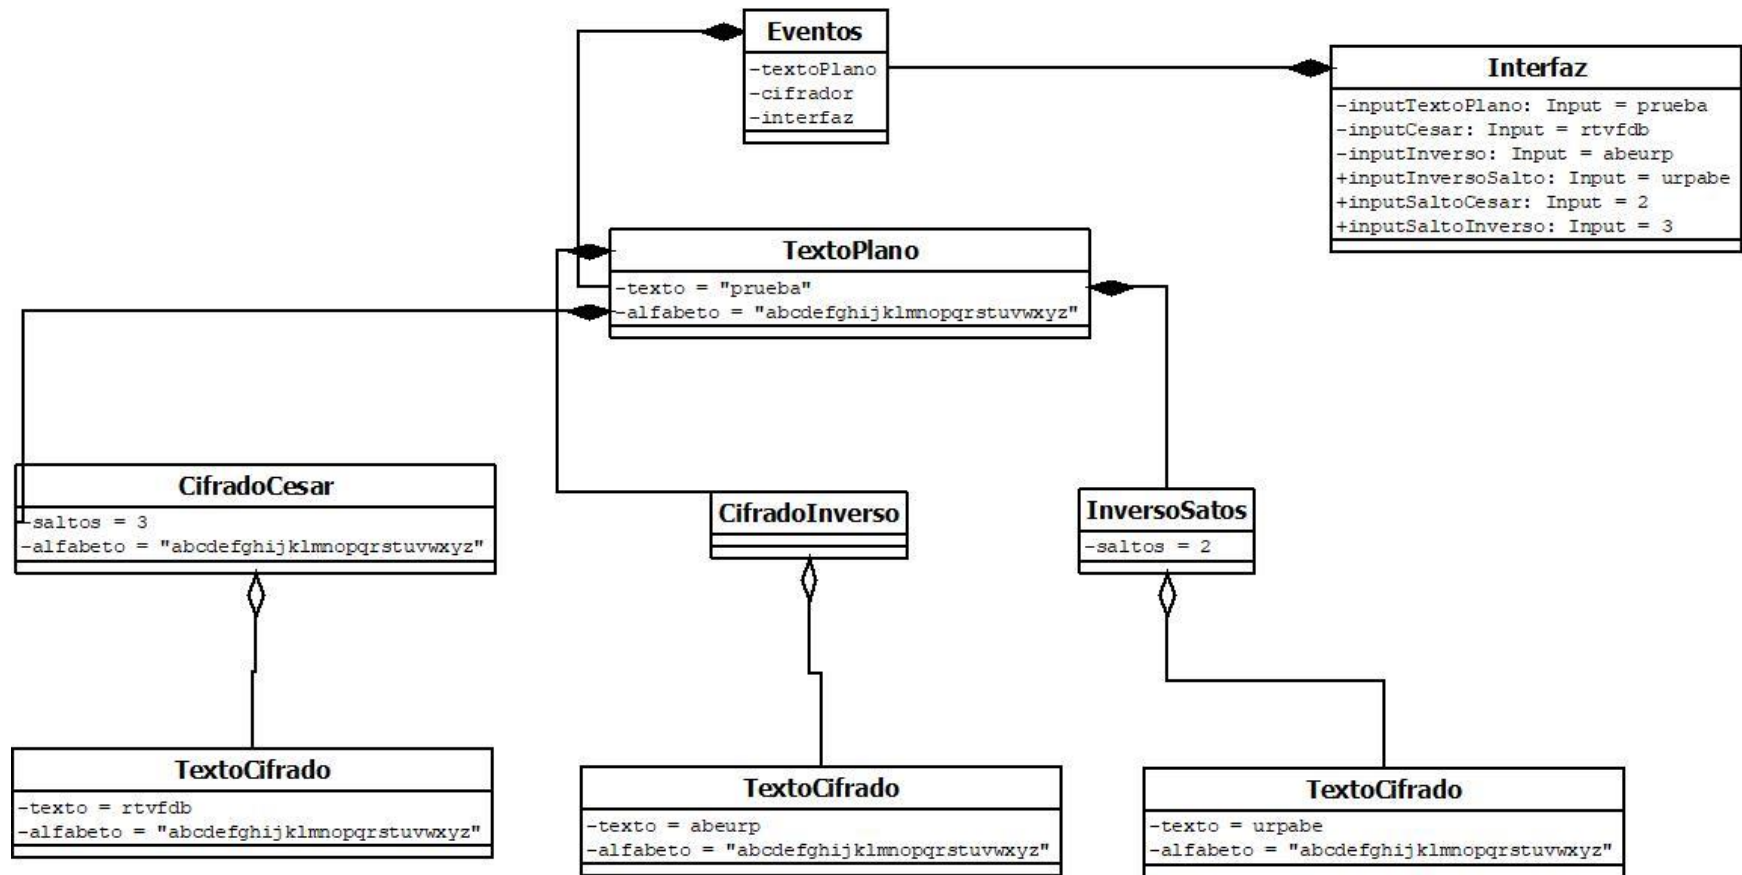 Eventos
-textoPlano
-cifrador
-interfaz
Interfaz
-inputTextoPlano: Input = prueba
-inputCesar: Input = rtvfdb
-inputInverso: Input = abeurp
+inputInversoSalto: Input = urpabe
+inputSaltoCesar: Input = 2
+inputSaltoInverso: Input = 3
TextoPlano
-texto = "prueba"
-alfabeto = "abcdefghijklmnopqrstuvwxyz"
CifradoCesar
-saltos = 3
-alfabeto = "abcdefghijklmnopqrstuvwxyz"
CifradoInverso
InversoSatos
-saltos = 2
TextoCifrado
-texto = rtvfdb
-alfabeto = "abcdefghijklmnopqrstuvwxyz"
TextoCifrado
-texto = abeurp
-alfabeto = "abcdefghijklmnopqrstuvwxyz"
TextoCifrado
-texto = urpabe
-alfabeto = "abcdefghijklmnopqrstuvwxyz"